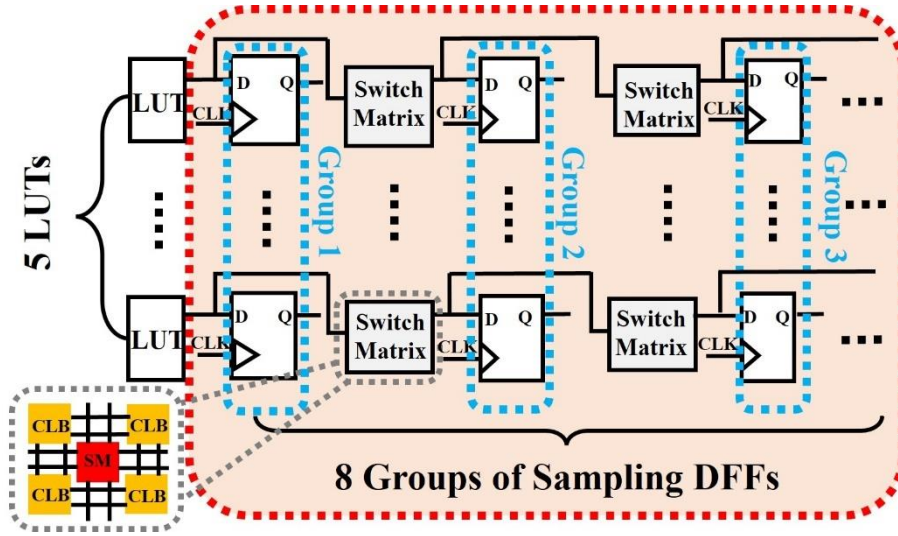 LUT
CLK
D
Q
Switch
Matrix
CLK
D
Q
Switch
Matrix
CLK
D
Q
5 LUTs
Group 1
Group 2
Group 3
LUT
CLK
D
Q
Switch
Matrix
CLK
D
Q
Switch
Matrix
CLK
D
Q
CLB
CLB
SM
CLB
CLB
8 Groups of Sampling DFFs